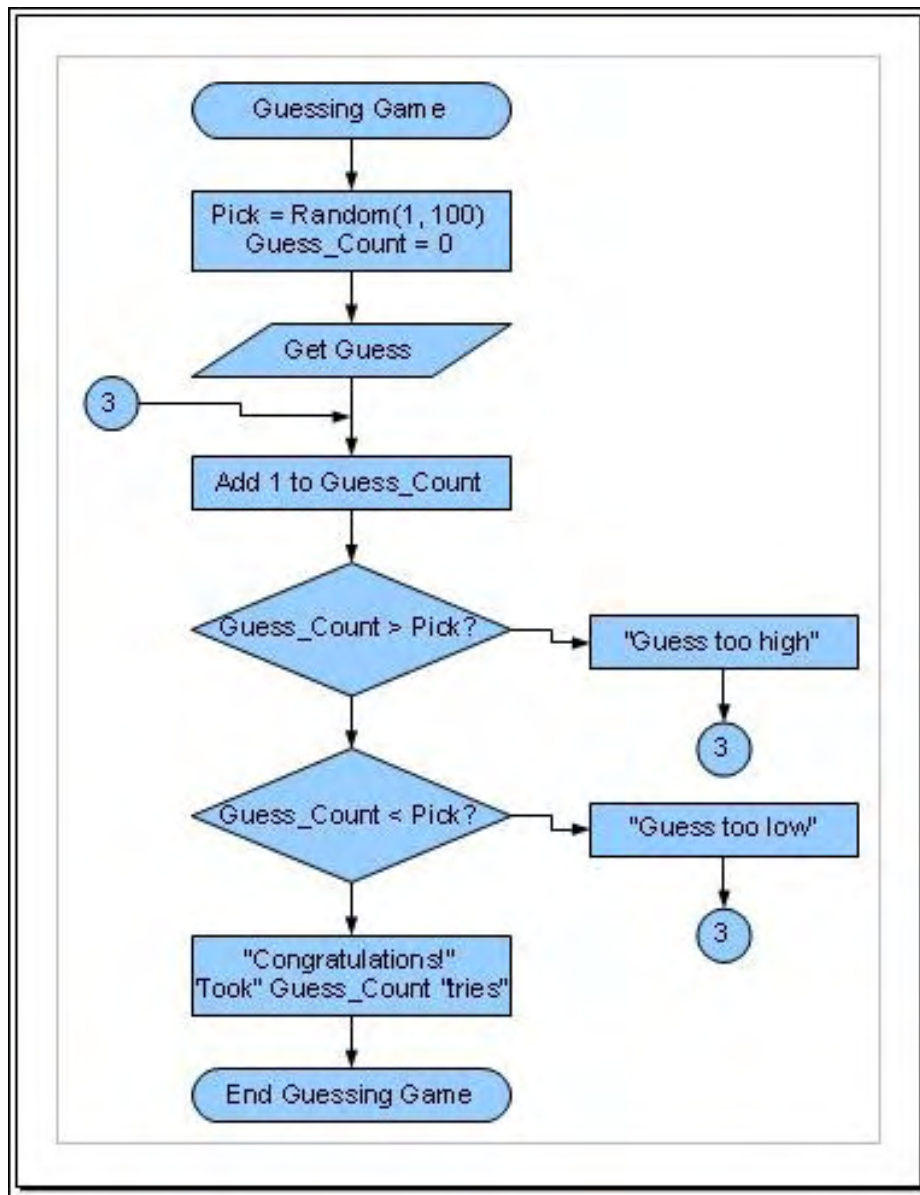 Guessing Game
Pick = Random(1, 100)
Guess_Count = 0
Get Guess
3
Add 1 to Guess_Count
Guess_Count > Pick?
"Guess too high"
3
Guess_Count < Pick?
"Guess too low"
3
"Congratulations!"
"Took" Guess_Count "tries"
End Guessing Game